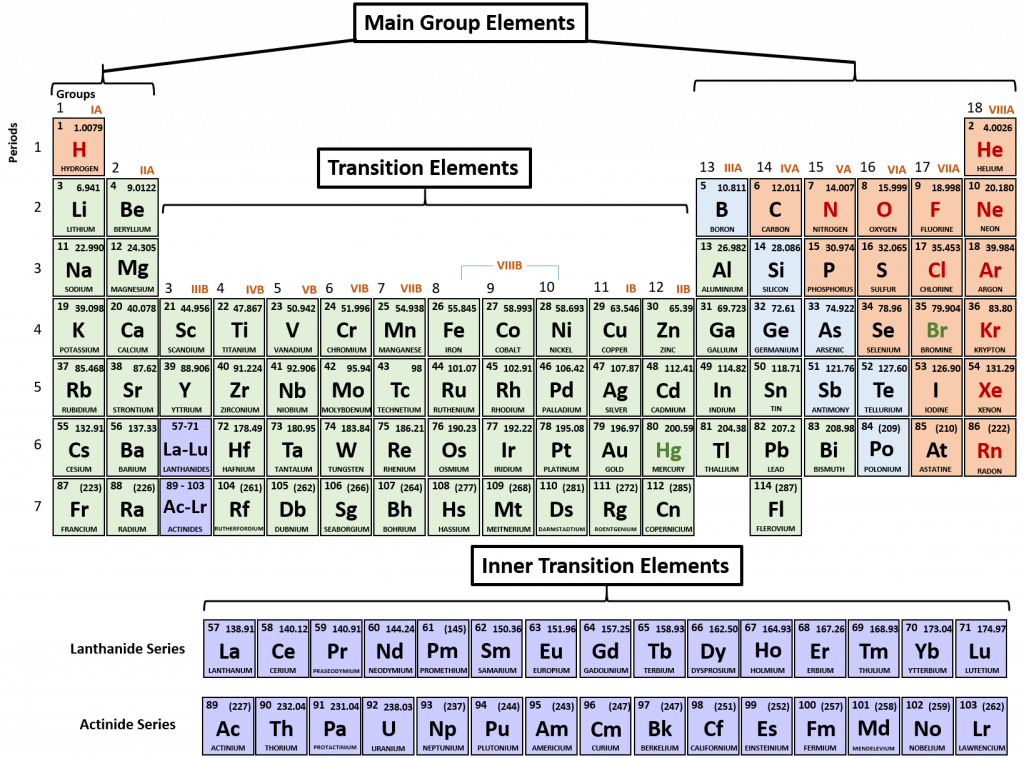 Main Group Elements
Groups
1 IA
18 VIIIA
Periods
1
1 1.0079
H
HYDROGEN
2 4.0026
He
HELIUM
Transition Elements
2 IIA
13 IIIA 14 IVA 15 VA 16 VIA 17 VIIA
2
3 6.941 4 9.0122 5 10.811 6 12.011 7 14.007 8 15.999 9 18.998 10 20.180
Li Be B C N O F Ne
LITHIUM BERYLLIUM BORON CARBON NITROGEN OXYGEN FLUORINE NEON
3
11 22.990 12 24.305 13 26.982 14 28.086 15 30.974 16 32.065 17 35.453 18 39.984
Na Mg Al Si P S Cl Ar
SODIUM MAGNESIUM ALUMINIUM SILICON PHOSPHORUS SULFUR CHLORINE ARGON
VIIIB
3 IIIB 4 IVB 5 VB 6 VIB 7 VIIB 8 9 10 11 IB 12 IIB
4
19 39.098 20 40.078 21 44.956 22 47.867 23 50.942 24 51.996 25 54.938 26 55.845 27 58.993 28 58.693 29 63.546 30 65.39 31 69.723 32 72.61 33 74.922 34 78.96 35 79.904 36 83.80
K Ca Sc Ti V Cr Mn Fe Co Ni Cu Zn Ga Ge As Se Br Kr
POTASSIUM CALCIUM SCANDIUM TITANIUM VANADIUM CHROMIUM MANGANESE IRON COBALT NICKEL COPPER ZINC GALLIUM GERMANIUM ARSENIC SELENIUM BROMINE KRYPTON
5
37 85.468 38 87.62 39 88.906 40 91.224 41 92.906 42 95.94 43 98 44 101.07 45 102.91 46 106.42 47 107.87 48 112.41 49 114.82 50 118.71 51 121.76 52 127.60 53 126.90 54 131.29
Rb Sr Y Zr Nb Mo Tc Ru Rh Pd Ag Cd In Sn Sb Te I Xe
RUBIDIUM STRONTIUM YTTRIUM ZIRCONIUM NIOBIUM MOLYBDENUM TECHNETIUM RUTHENIUM RHODIUM PALLADIUM SILVER CADMIUM INDIUM TIN ANTIMONY TELLURIUM IODINE XENON
6
55 132.91 56 137.33 57-71 72 178.49 73 180.95 74 183.84 75 186.21 76 190.23 77 192.22 78 195.08 79 196.97 80 200.59 81 204.38 82 207.2 83 208.98 84 (209) 85 (210) 86 (222)
Cs Ba La-Lu Hf Ta W Re Os Ir Pt Au Hg Tl Pb Bi Po At Rn
CESIUM BARIUM LANTHANIDES HAFNIUM TANTALUM TUNGSTEN RHENIUM OSMIUM IRIDIUM PLATINUM GOLD MERCURY THALLIUM LEAD BISMUTH POLONIUM ASTATINE RADON
7
87 (223) 88 (226) 89 - 103 104 (261) 105 (262) 106 (266) 107 (264) 108 (277) 109 (268) 110 (281) 111 (272) 112 (285) 114 (287)
Fr Ra Ac-Lr Rf Db Sg Bh Hs Mt Ds Rg Cn Fl
FRANCIUM RADIUM ACTINIDES RUTHERFORDIUM DUBNIUM SEABORGIUM BOHRIUM HASSIUM MEITNERIUM DARMSTADTIUM ROENTGENIUM COPERNICIUM FLEROVIUM
Inner Transition Elements
Lanthanide Series
57 138.91 58 140.12 59 140.91 60 144.24 61 (145) 62 150.36 63 151.96 64 157.25 65 158.93 66 162.50 67 164.93 68 167.26 69 168.93 70 173.04 71 174.97
La Ce Pr Nd Pm Sm Eu Gd Tb Dy Ho Er Tm Yb Lu
LANTHANUM CERIUM PRASEODYMIUM NEODYMIUM PROMETHIUM SAMARIUM EUROPIUM GADOLINIUM TERBIUM DYSPROSIUM HOLMIUM ERBIUM THULIUM YTTERBIUM LUTETIUM
Actinide Series
89 (227) 90 232.04 91 231.04 92 238.03 93 (237) 94 (244) 95 (243) 96 (247) 97 (247) 98 (251) 99 (252) 100 (257) 101 (258) 102 (259) 103 (262)
Ac Th Pa U Np Pu Am Cm Bk Cf Es Fm Md No Lr
ACTINIUM THORIUM PROTACTINIUM URANIUM NEPTUNIUM PLUTONIUM AMERICIUM CURIUM BERKELIUM CALIFORNIUM EINSTEINIUM FERMIUM MENDELEVIUM NOBELIUM LAWRENCIUM